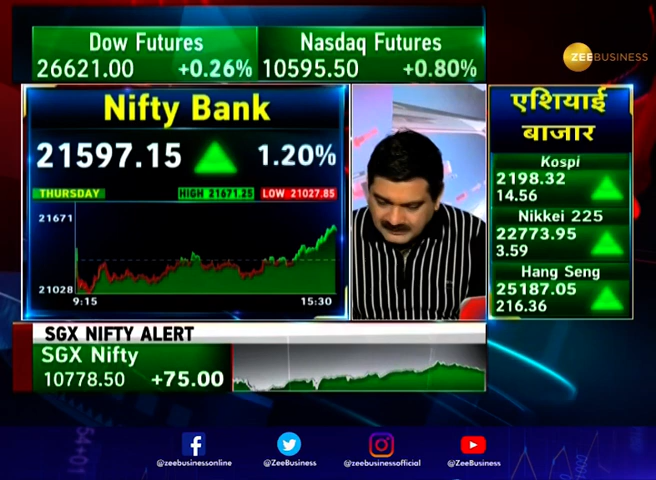 Dow Futures
26621.00 +0.26%
Nasdaq Futures
10595.50 +0.80%
ZEEBUSINESS
Nifty Bank
21597.15 1.20%
THURSDAY HIGH 21671.25 LOW 21027.85
21671
21028
9:15 15:30
एशियाई
बाजार
Kospi
2198.32
14.56
Nikkei 225
22773.95
3.59
Hang Seng
25187.05
216.36
SGX NIFTY ALERT
SGX Nifty
10778.50 +75.00
@zeebusinessonline @ZeeBusiness @zeebusinessofficial @ZeeBusiness